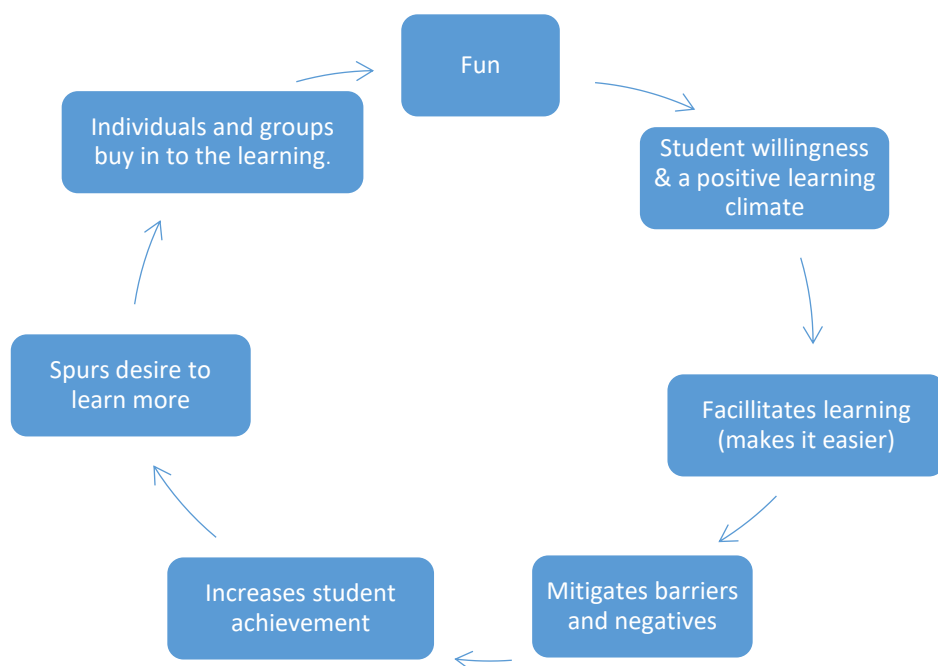 Fun
Student willingness
& a positive learning
climate
Facillitates learning
(makes it easier)
Mitigates barriers
and negatives
Increases student
achievement
Spurs desire to
learn more
Individuals and groups
buy in to the learning.